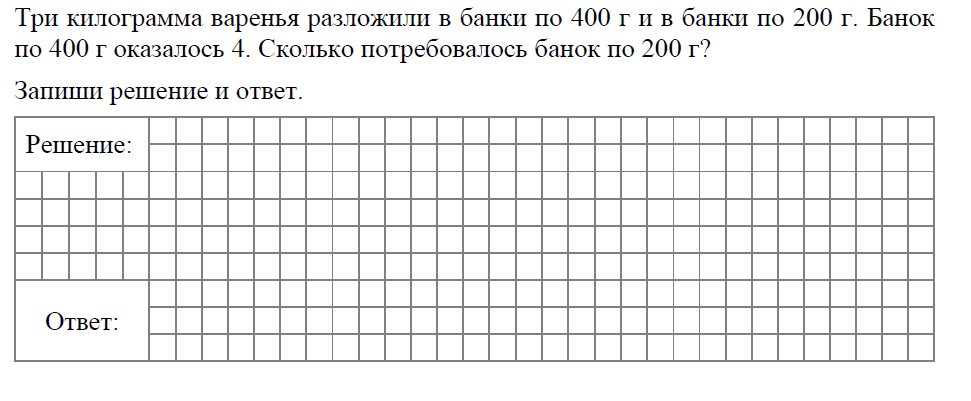 Три килограмма варенья разложили в банки по 400 г и в банки по 200 г. Банок
по 400 г оказалось 4. Сколько потребовалось банок по 200 г?
Запиши решение и ответ.
Решение:
Ответ: